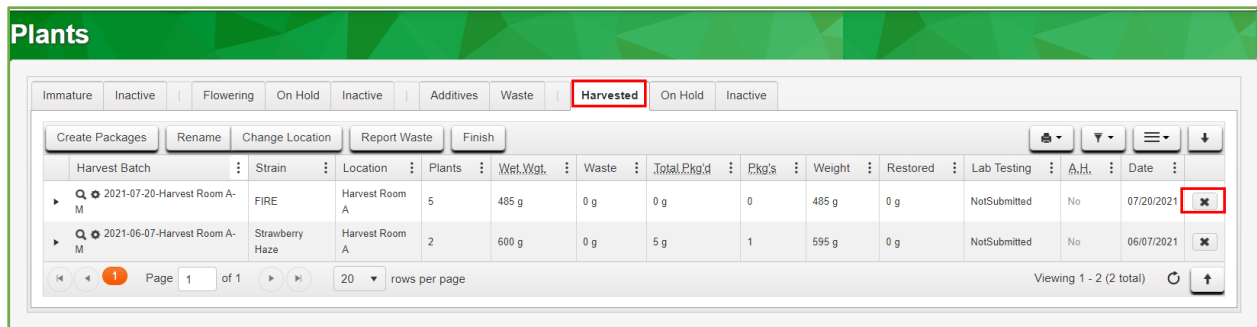 Plants
Immature Inactive | Flowering On Hold Inactive | Additives Waste | Harvested On Hold Inactive
Create Packages Rename Change Location Report Waste Finish
Harvest Batch Strain Location Plants Wet Wgt. Waste Total Pkg'd Pkg's Weight Restored Lab Testing A.H. Date
2021-07-20-Harvest Room A-M FIRE Harvest Room A 5 485 g 0 g 0 g 0 485 g 0 g NotSubmitted No 07/20/2021
2021-06-07-Harvest Room A-M Strawberry Haze Harvest Room A 2 600 g 0 g 5 g 1 595 g 0 g NotSubmitted No 06/07/2021
1 Page 1 of 1 20 rows per page Viewing 1 - 2 (2 total)